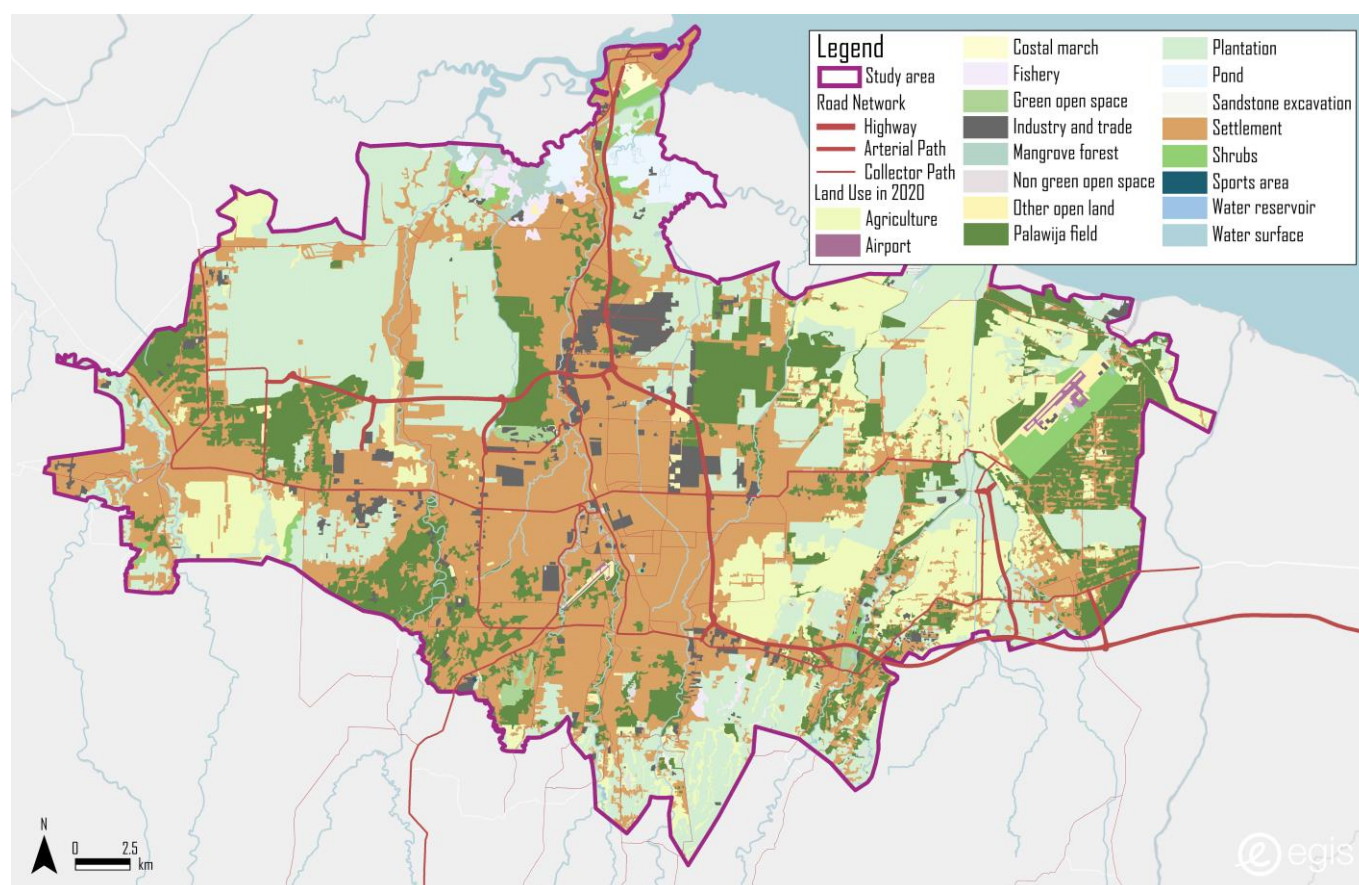 Legend
Study area
Road Network
Highway
Arterial Path
Collector Path
Land Use in 2020
Agriculture
Airport
Costal march
Fishery
Green open space
Industry and trade
Mangrove forest
Non green open space
Other open land
Palawija field
Plantation
Pond
Sandstone excavation
Settlement
Shrubs
Sports area
Water reservoir
Water surface
N
0 2.5
km
egis